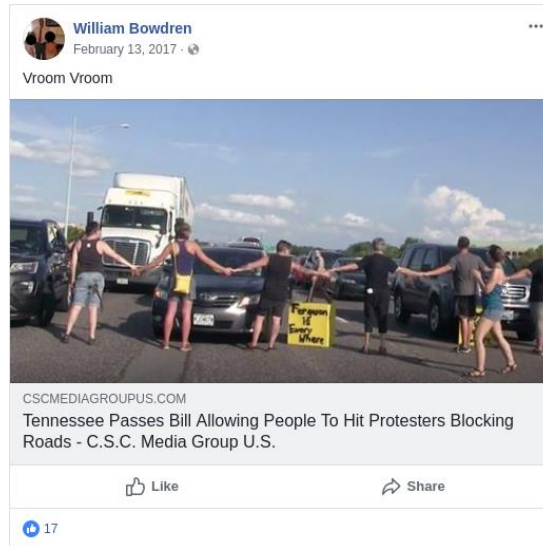 William Bowdren
February 13, 2017 ·
Vroom Vroom
Ferguson
is
Every
Where
CSCMEDIAGROUPUS.COM
Tennessee Passes Bill Allowing People To Hit Protesters Blocking
Roads - C.S.C. Media Group U.S.
Like
Share
17